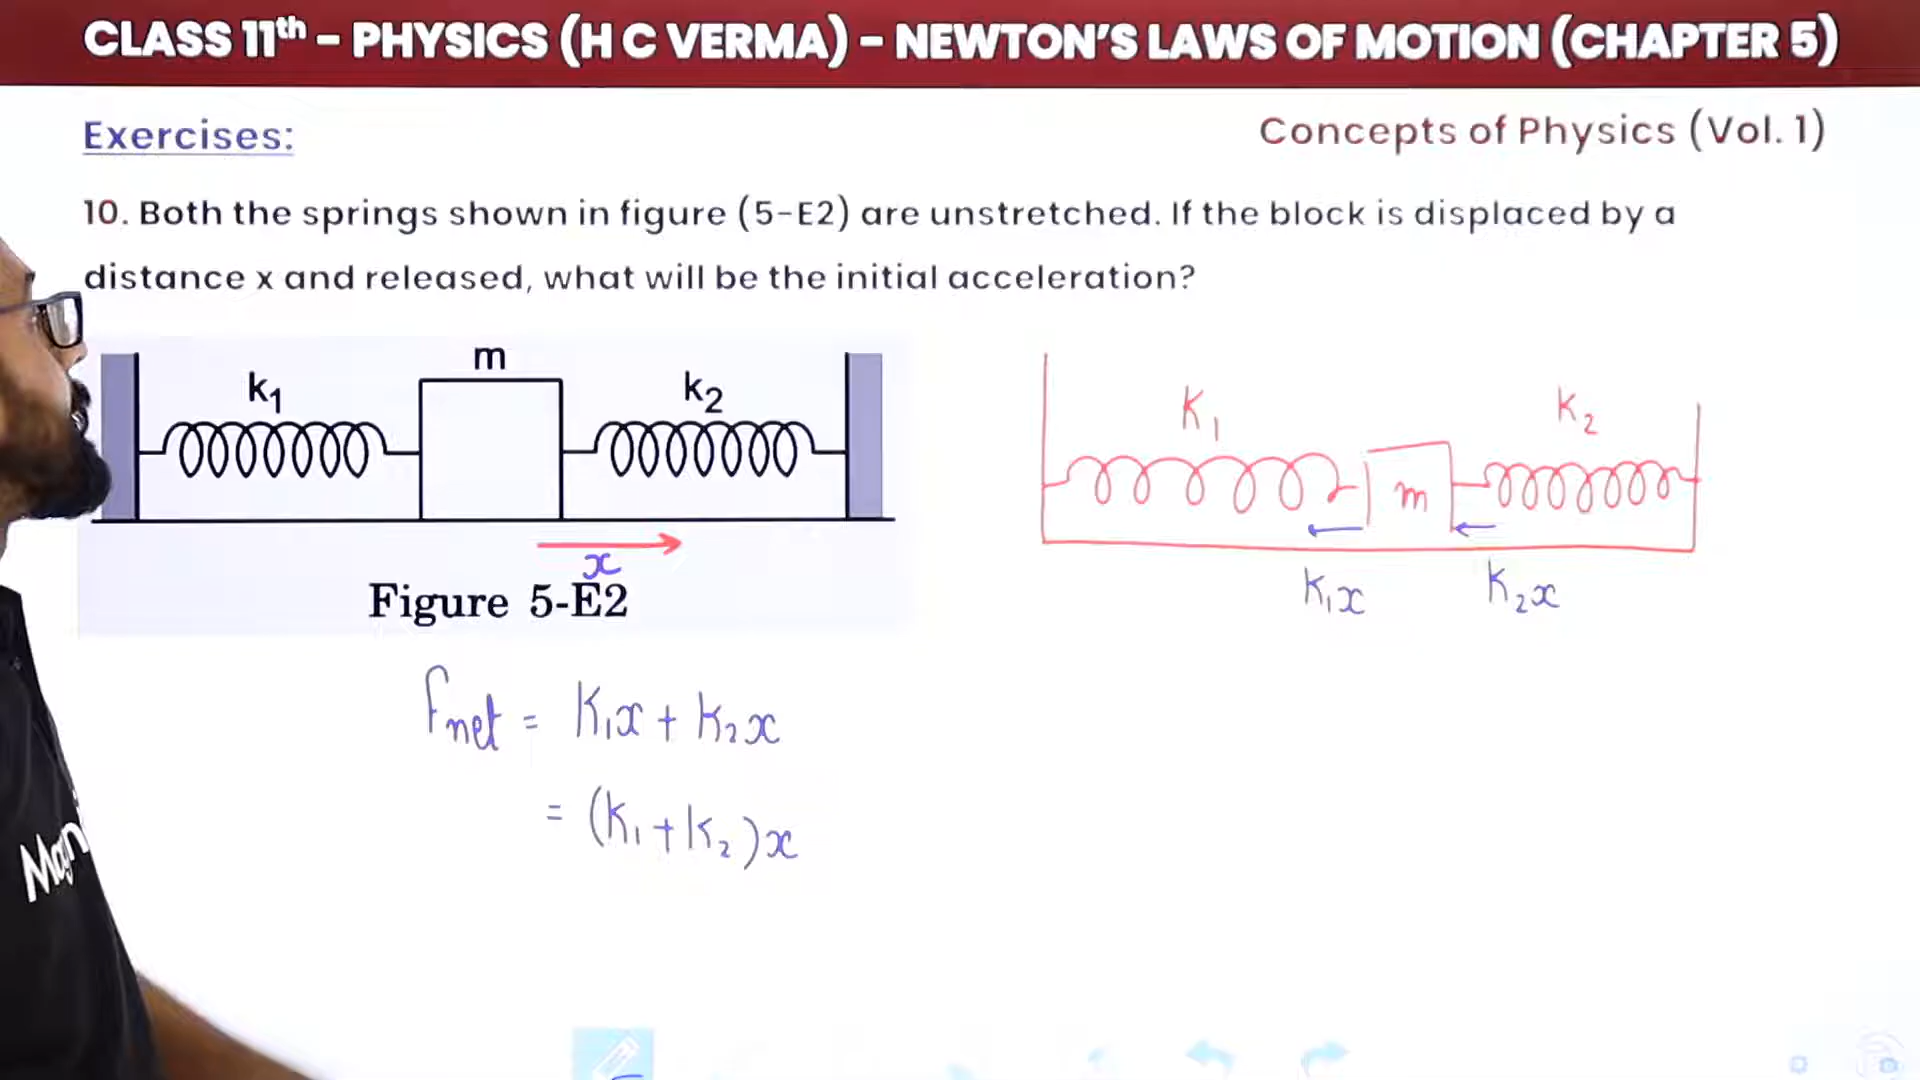 CLASS 11th - PHYSICS (H C VERMA) - NEWTON'S LAWS OF MOTION (CHAPTER 5)
Exercises:
Concepts of Physics (Vol. 1)
10. Both the springs shown in figure (5-E2) are unstretched. If the block is displaced by a
distance x and released, what will be the initial acceleration?
k1 m k2
x
Figure 5-E2
K1 K2
m
K1x K2x
Fnet = K1x + K2x
= (K1 + K2)x